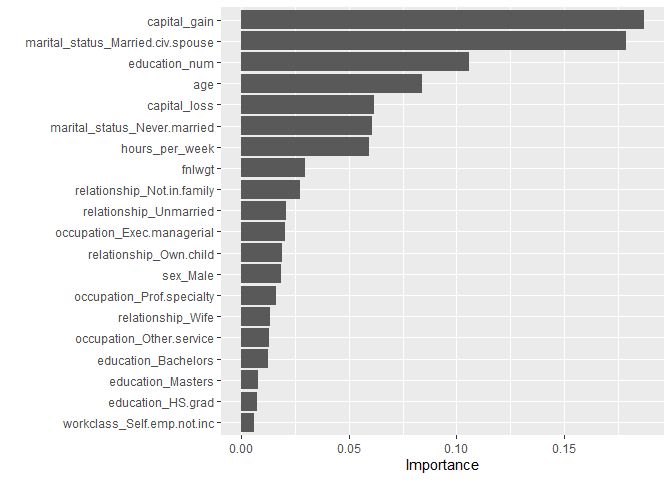 capital_gain
marital_status_Married.civ.spouse
education_num
age
capital_loss
marital_status_Never.married
hours_per_week
fnlwgt
relationship_Not.in.family
relationship_Unmarried
occupation_Exec.managerial
relationship_Own.child
sex_Male
occupation_Prof.specialty
relationship_Wife
occupation_Other.service
education_Bachelors
education_Masters
education_HS.grad
workclass_Self.emp.not.inc
0.00 0.05 0.10 0.15
Importance